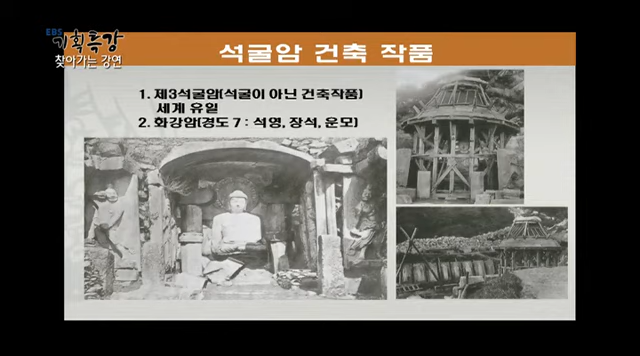 EBS
기획특강
찾아가는 강연
석굴암 건축 작품
1. 제3석굴암(석굴이 아닌 건축작품)
세계 유일
2. 화강암(경도 7 : 석영, 장석, 운모)